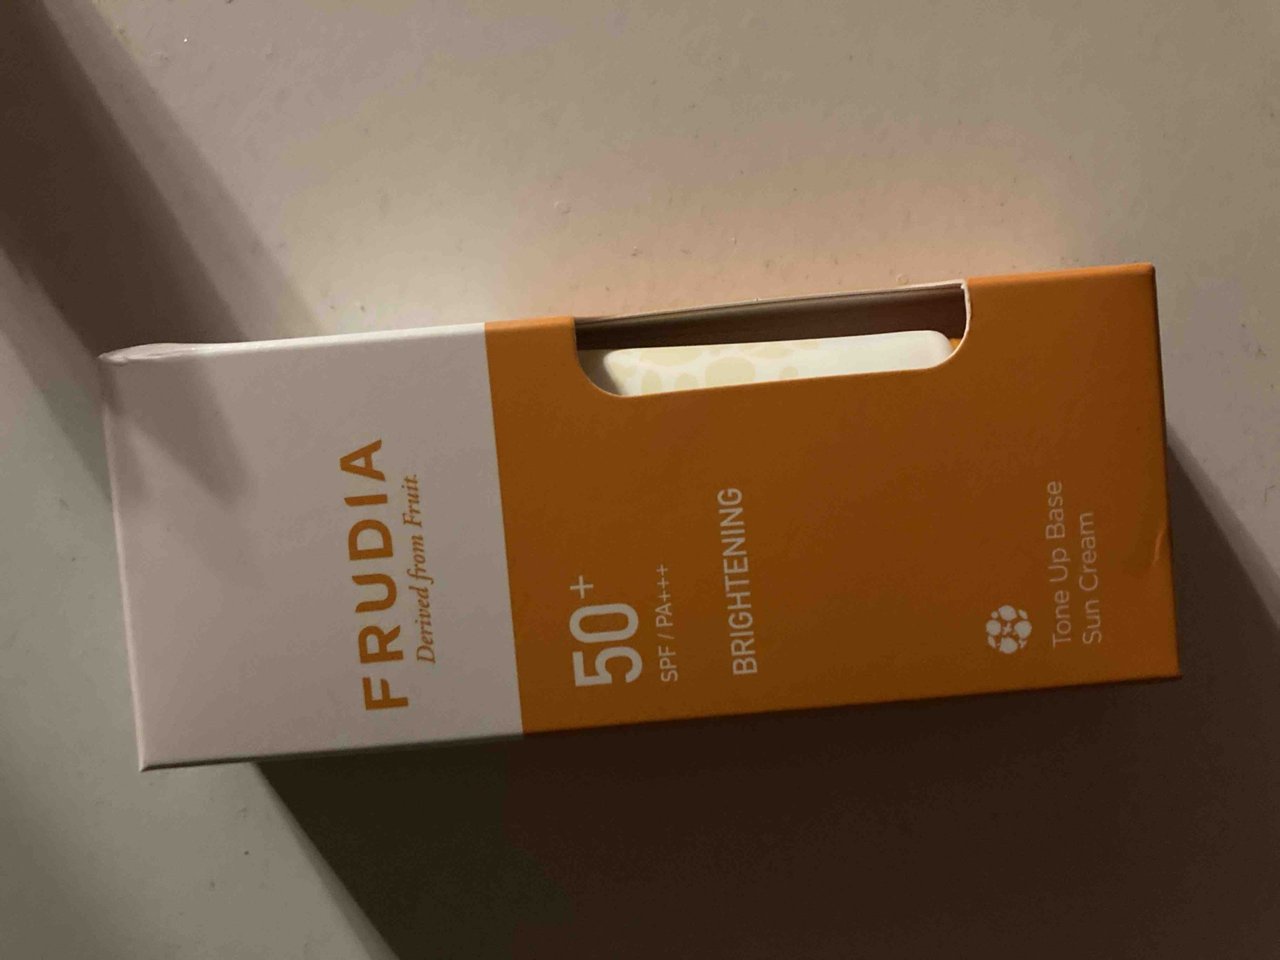 FRUDIA
Derived from Fruit.
50+
SPF / PA+++
BRIGHTENING
Tone Up Base
Sun Cream